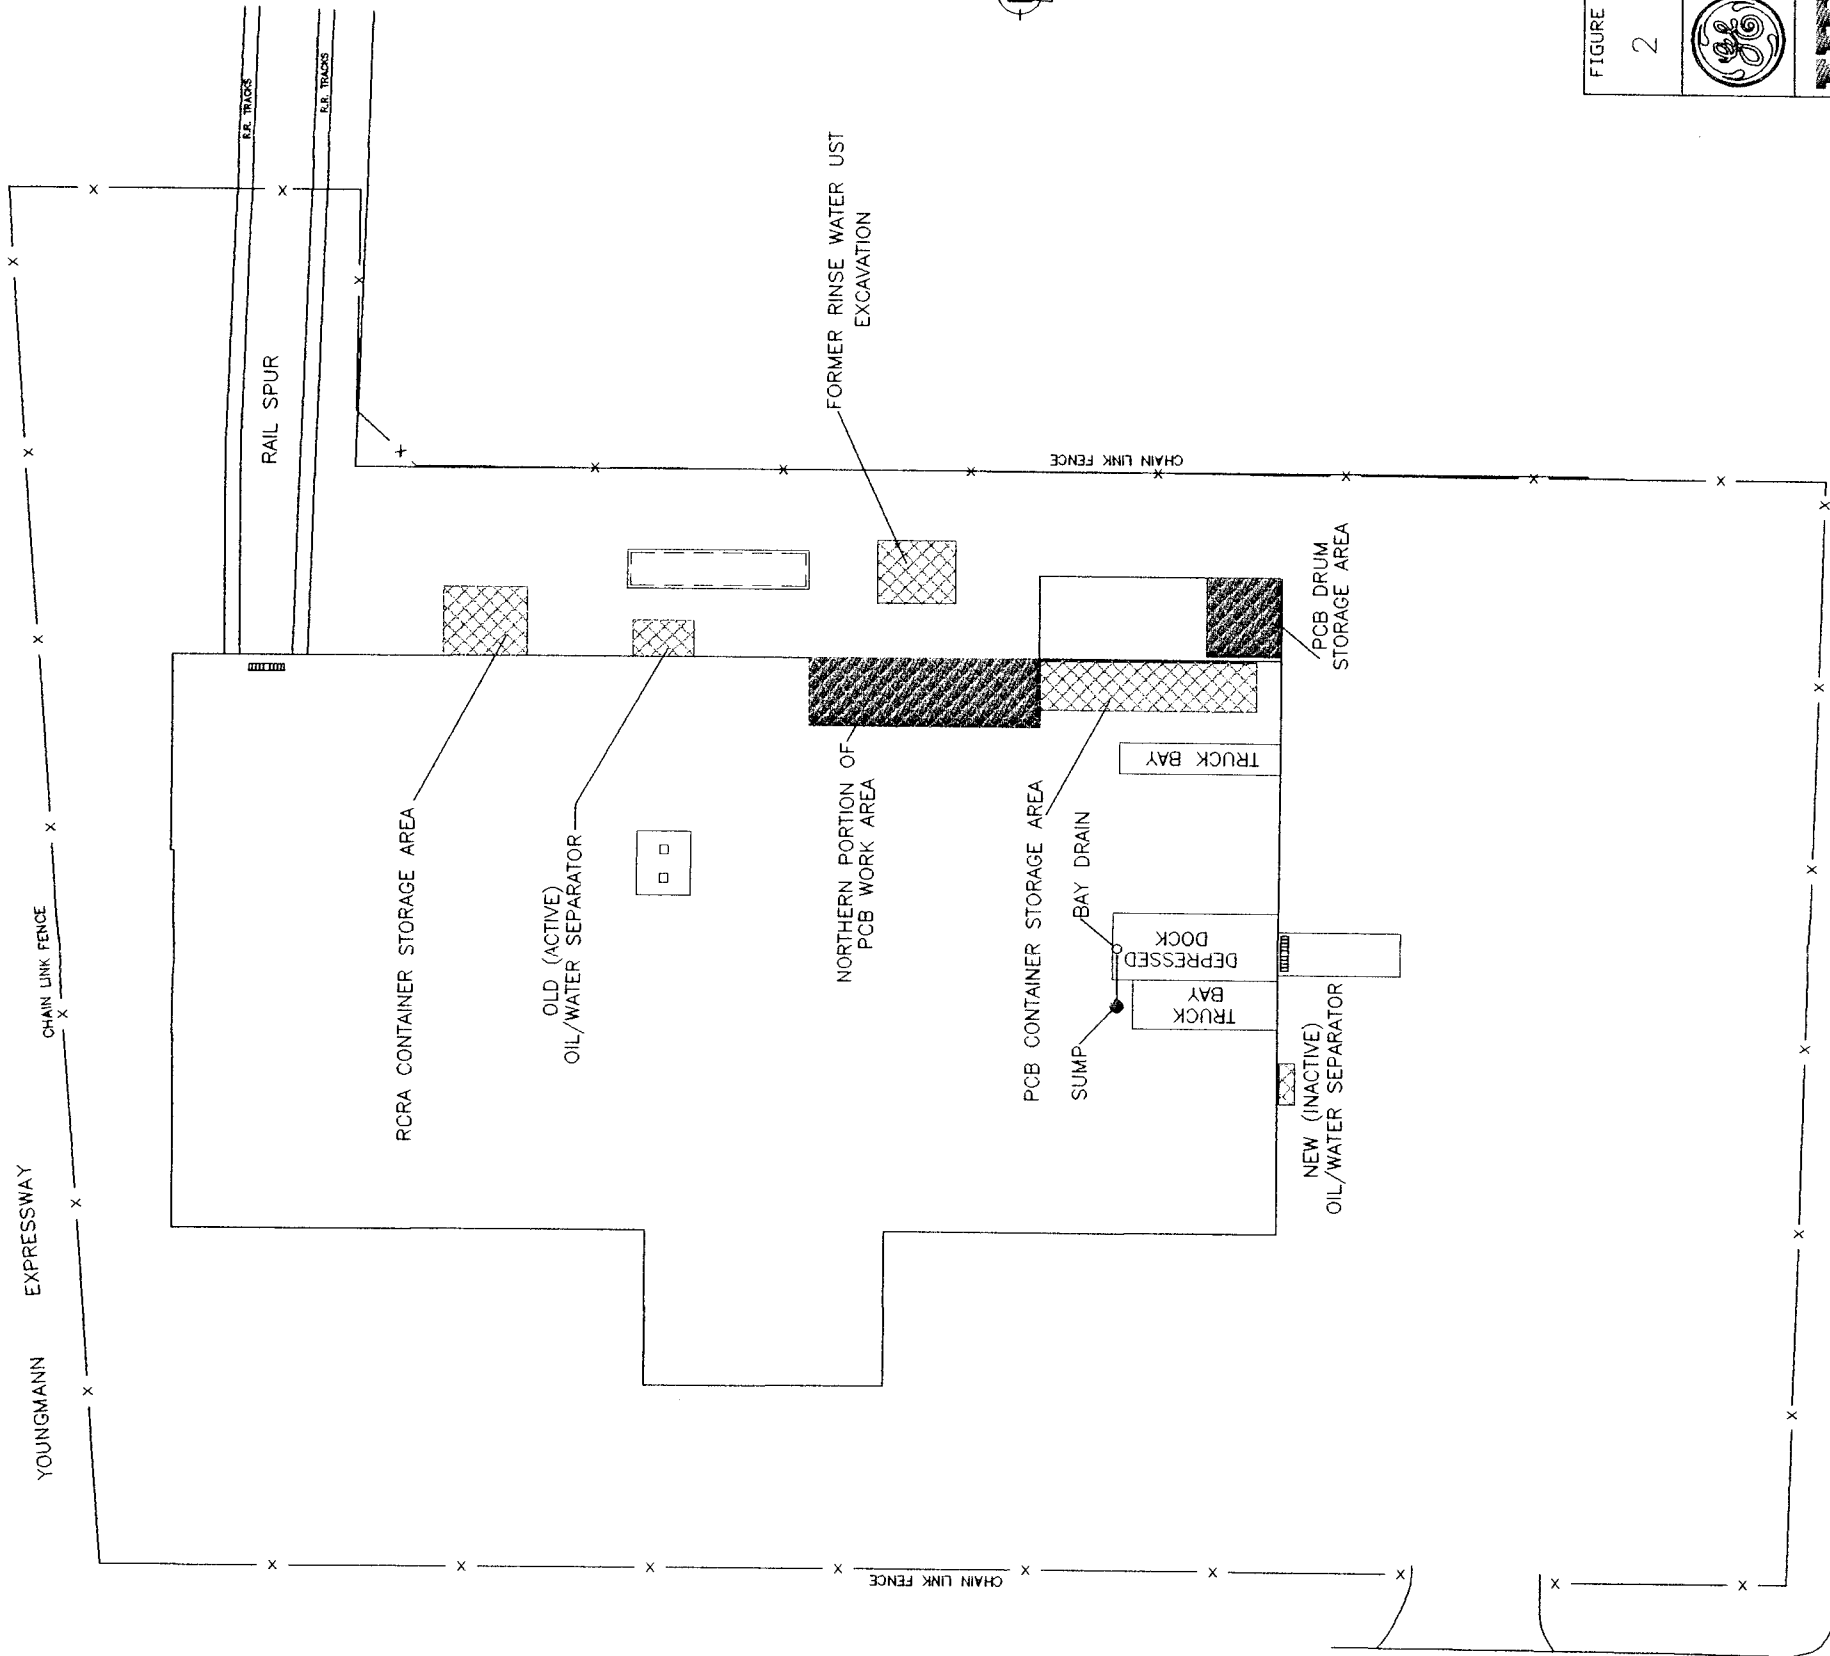 YOUNGMANN EXPRESSWAY
CHAIN LINK FENCE
R.R. TRACKS
R.R. TRACKS
RAIL SPUR
RCRA CONTAINER STORAGE AREA
OLD (ACTIVE)
OIL/WATER SEPARATOR
FORMER RINSE WATER UST
EXCAVATION
CHAIN LINK FENCE
NORTHERN PORTION OF
PCB WORK AREA
PCB CONTAINER STORAGE AREA
PCB DRUM
STORAGE AREA
TRUCK BAY
BAY DRAIN
SUMP
DEPRESSED
DOCK
TRUCK
BAY
NEW (INACTIVE)
OIL/WATER SEPARATOR
CHAIN LINK FENCE
FIGURE
2
GE